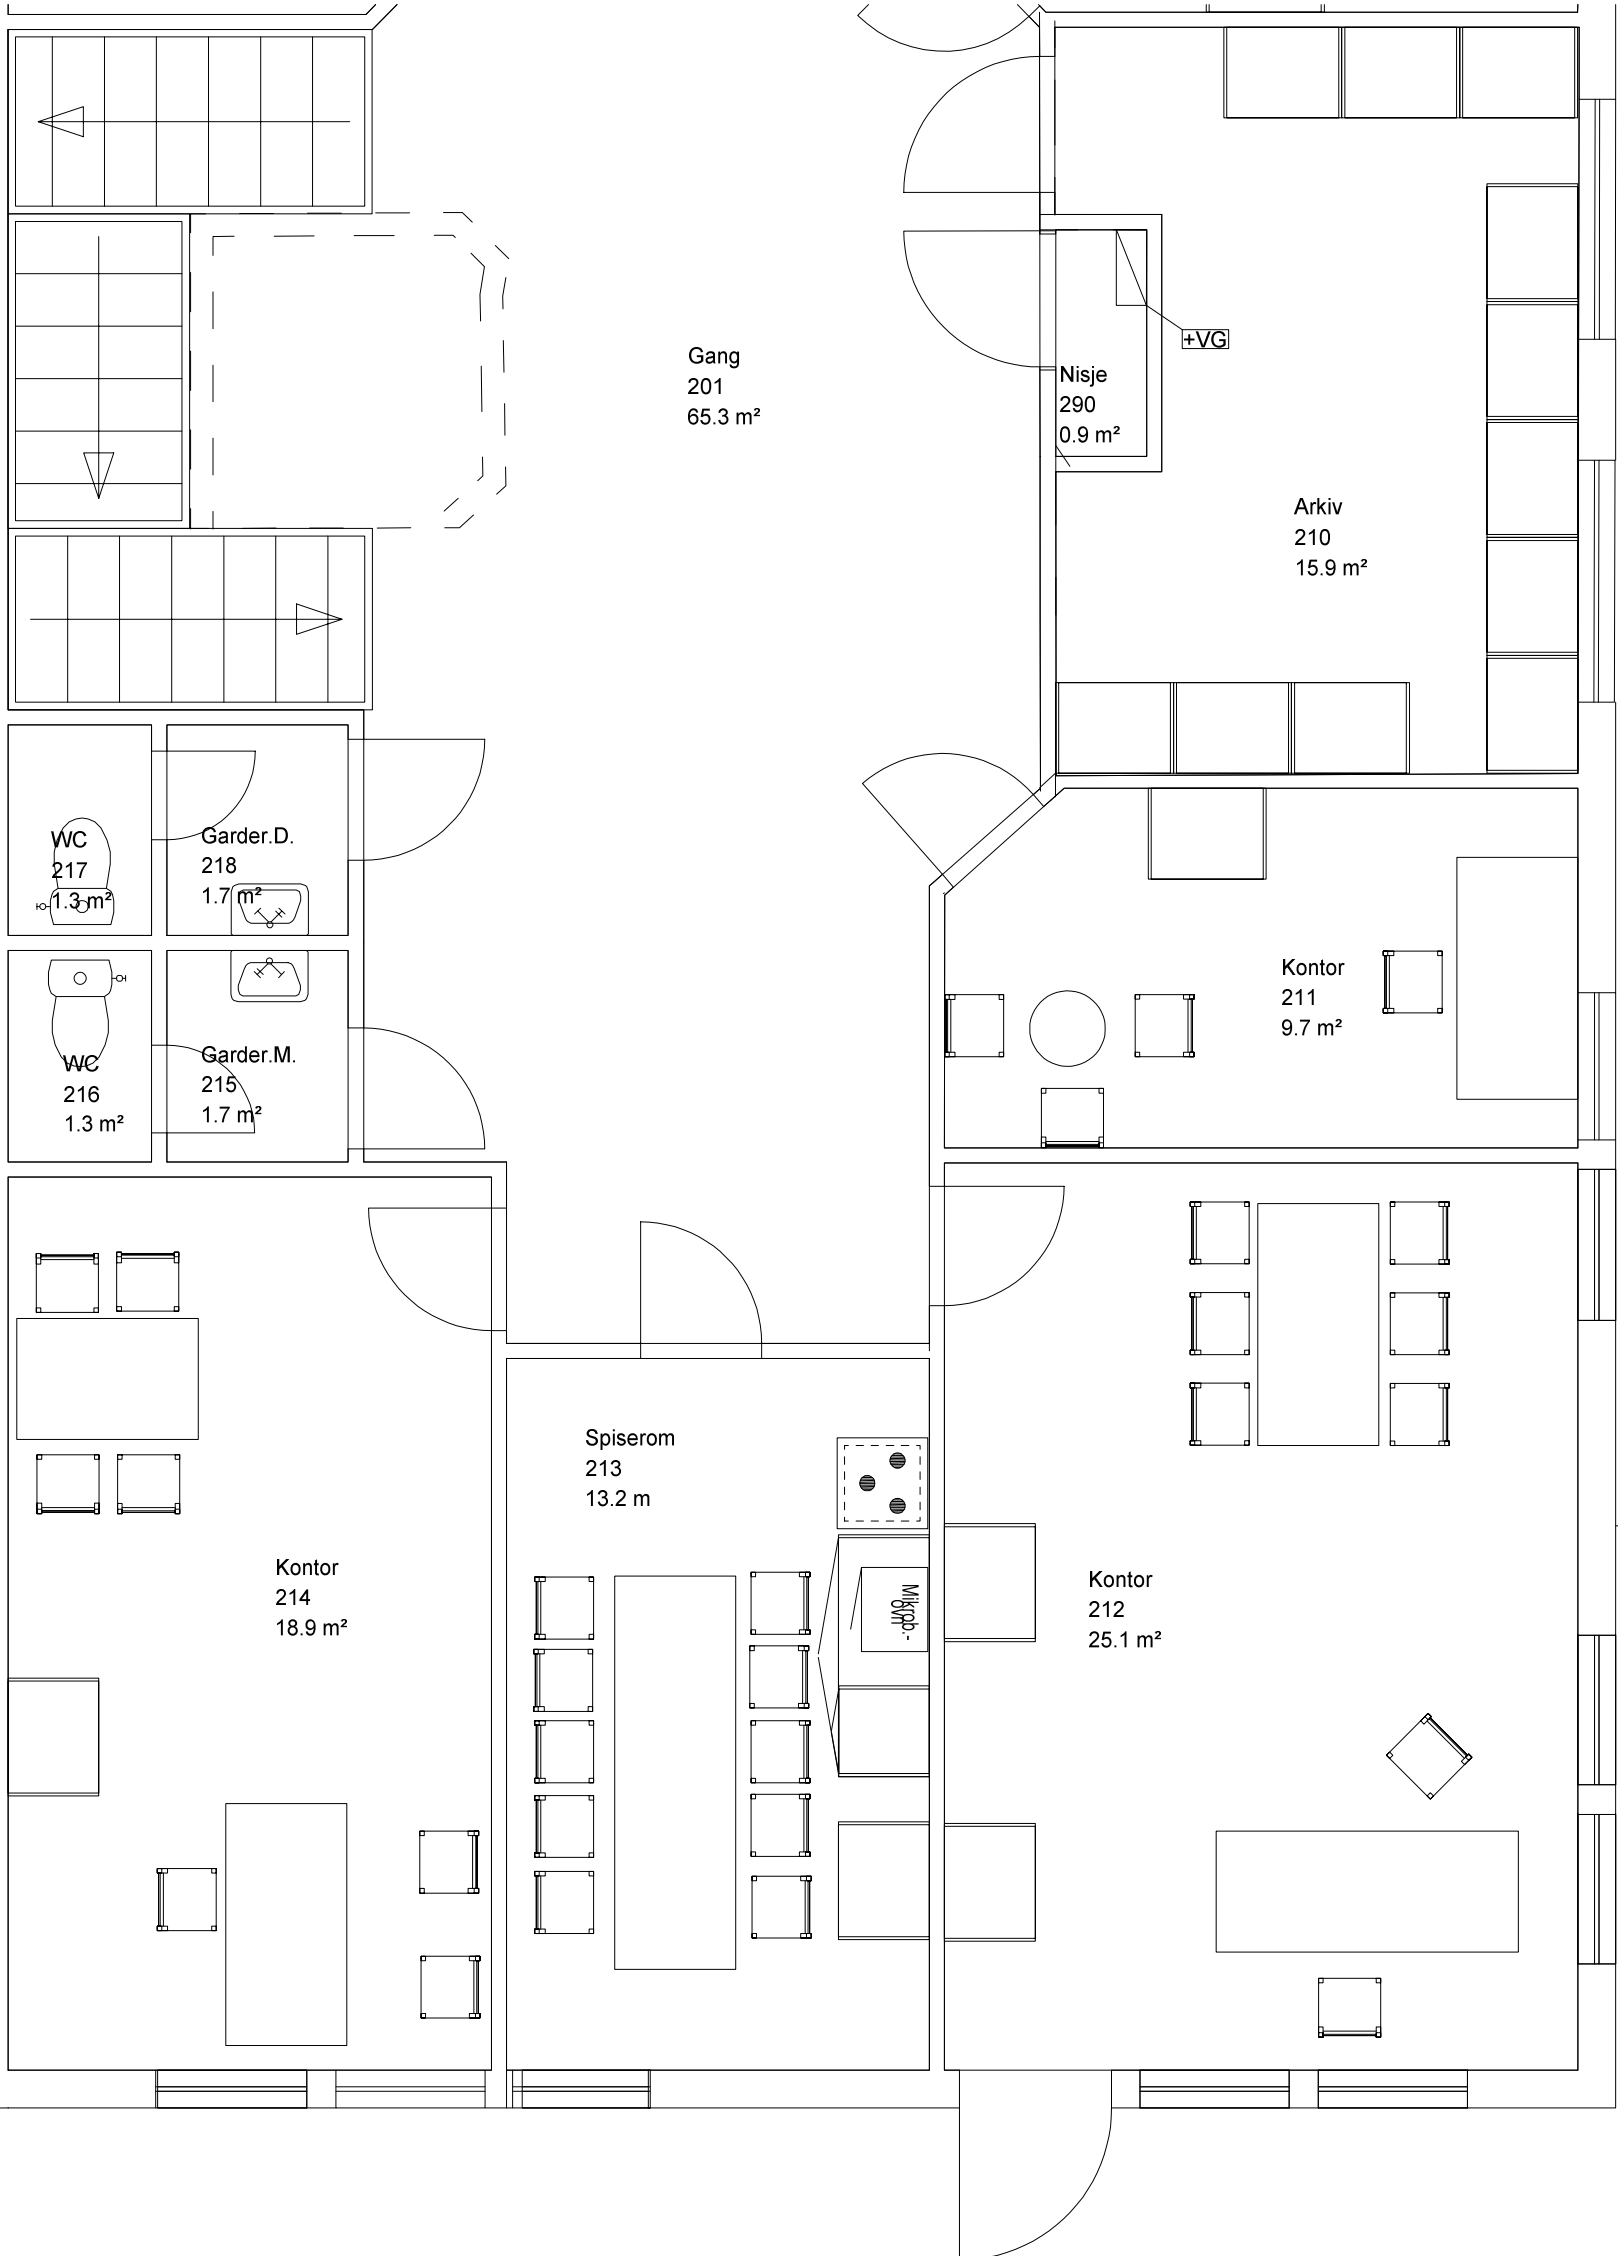 +VG
Gang
201
65.3 m²
Nisje
290
0.9 m²
Arkiv
210
15.9 m²
WC
217
1.3 m²
Garder.D.
218
1.7 m²
Kontor
211
9.7 m²
WC
216
1.3 m²
Garder.M.
215
1.7 m²
Spiserom
213
13.2 m
Kontor
214
18.9 m²
Mikrob.-
ovn
Kontor
212
25.1 m²